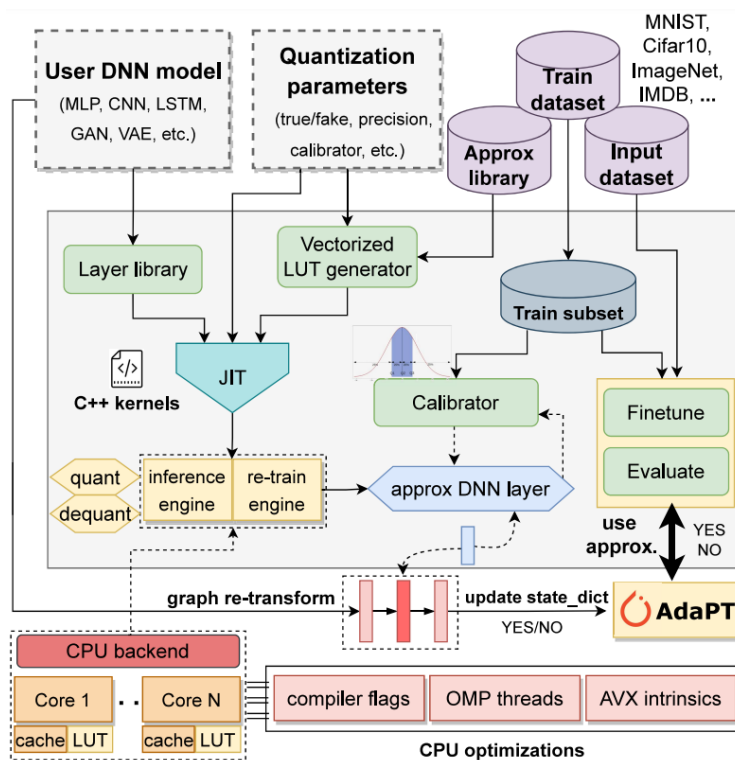 User DNN model
(MLP, CNN, LSTM,
GAN, VAE, etc.)
Quantization
parameters
(true/fake, precision,
calibrator, etc.)
MNIST,
Cifar10,
ImageNet,
IMDB, ...
Train
dataset
Approx
library
Input
dataset
Layer library
Vectorized
LUT generator
Train subset
JIT
C++ kernels
Calibrator
Finetune
Evaluate
quant
dequant
inference
engine
re-train
engine
approx DNN layer
use
approx.
YES
NO
graph re-transform
update state_dict
YES/NO
AdaPT
CPU backend
Core 1
. .
Core N
cache
LUT
cache
LUT
compiler flags
OMP threads
AVX intrinsics
CPU optimizations